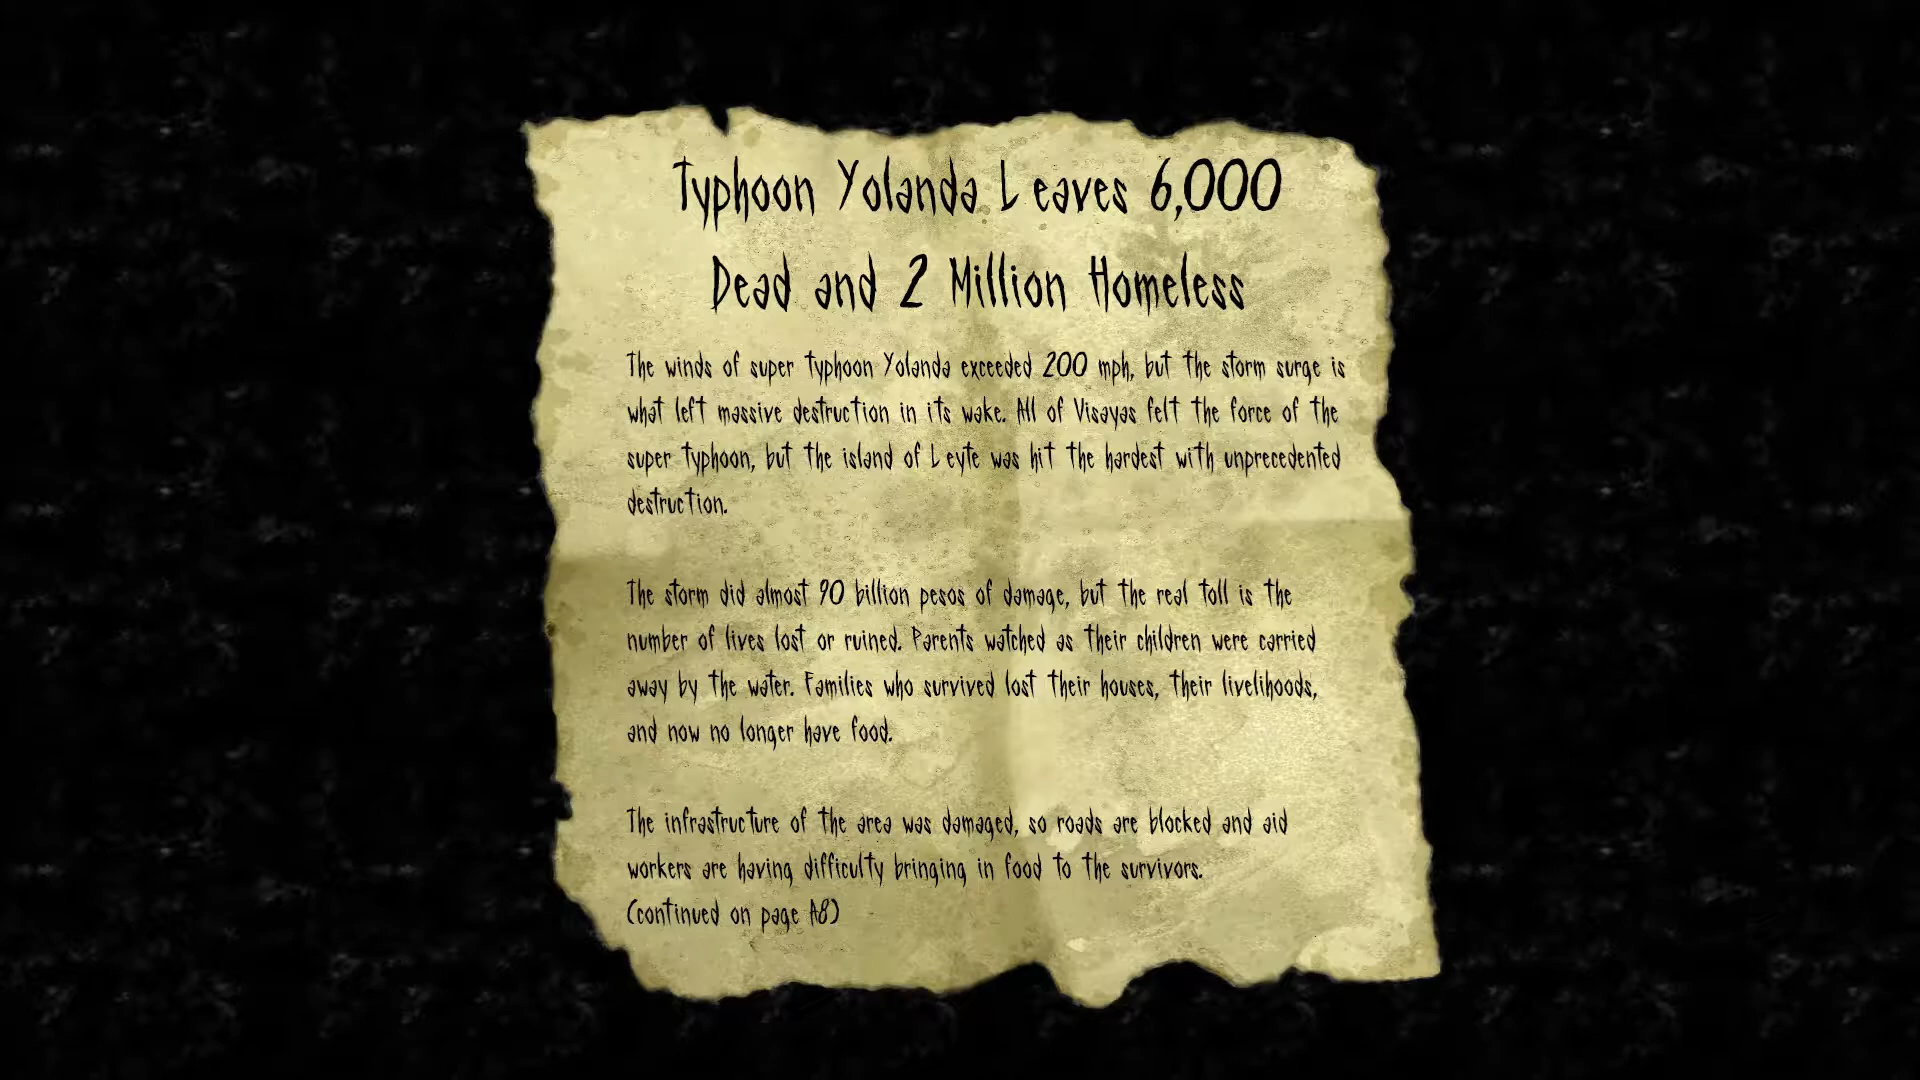 Typhoon Yolanda Leaves 6,000
Dead and 2 Million Homeless
The winds of super typhoon Yolanda exceeded 200 mph, but the storm surge is
what left massive destruction in its wake. All of Visayas felt the force of the
super typhoon, but the island of Leyte was hit the hardest with unprecedented
destruction.
The storm did almost 90 billion pesos of damage, but the real toll is the
number of lives lost or ruined. Parents watched as their children were carried
away by the water. Families who survived lost their houses, their livelihoods,
and now no longer have food.
The infrastructure of the area was damaged, so roads are blocked and aid
workers are having difficulty bringing in food to the survivors.
(continued on page A8)